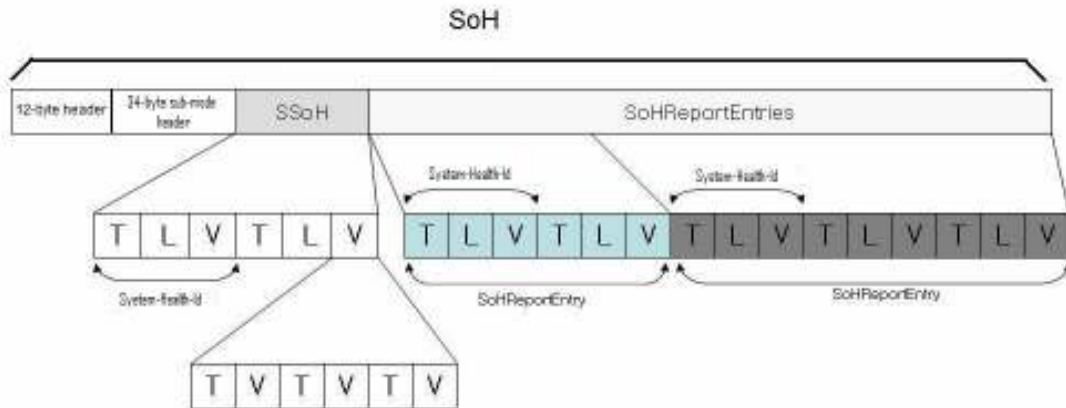 SoH
12-byte header
24-byte sub-mode
header
SSoH
SoHReportEntries
System-Health-Id
System-Health-Id
T L V T L V
T L V T L V
T L V T L V T L V
System-Health-Id
SoHReportEntry
SoHReportEntry
T V T V T V